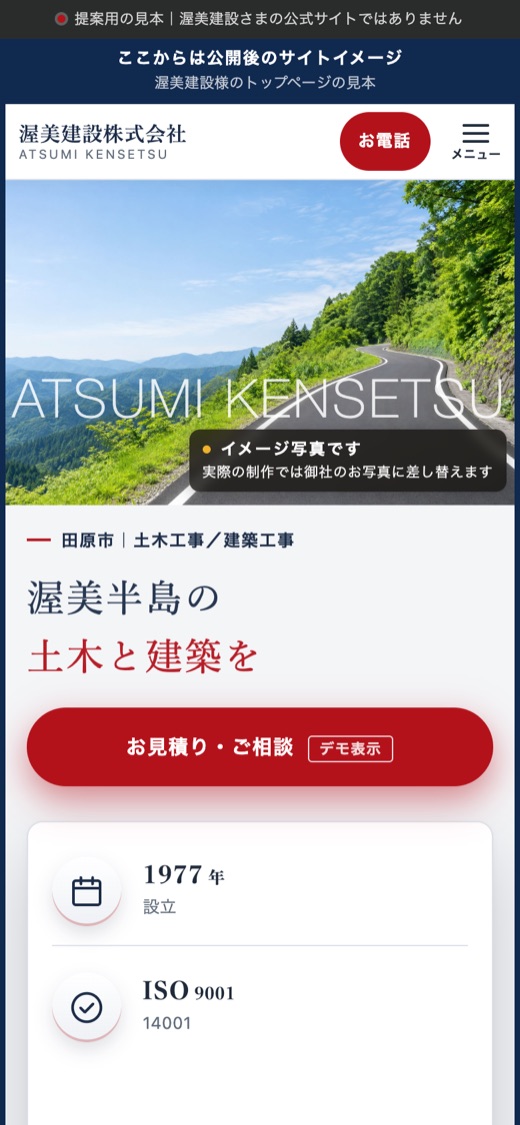 提案用の見本｜渥美建設さまの公式サイトではありません
ここからは公開後のサイトイメージ
渥美建設様のトップページの見本
渥美建設株式会社
ATSUMI KENSETSU
お電話
メニュー
ATSUMI KENSETSU
イメージ写真です
実際の制作では御社のお写真に差し替えます
田原市｜土木工事／建築工事
渥美半島の
土木と建築を
お見積り・ご相談 デモ表示
1977 年
設立
ISO 9001
14001